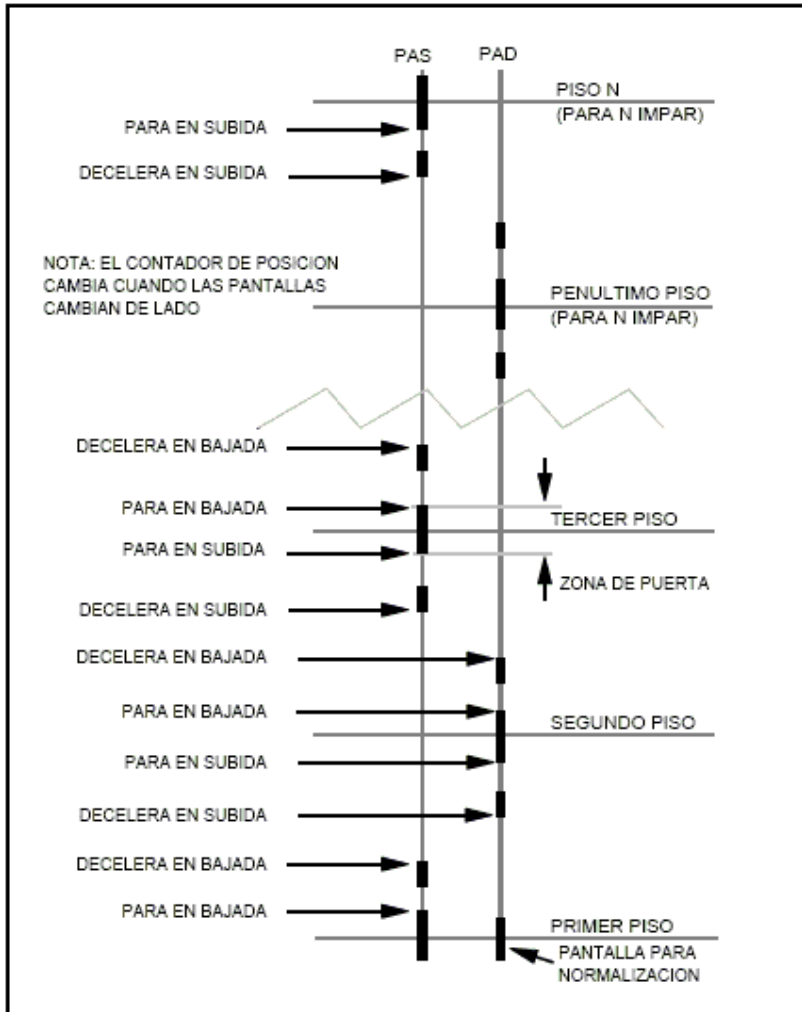 PAS
PAD
PISO N
(PARA N IMPAR)
PARA EN SUBIDA
DECELERA EN SUBIDA
NOTA: EL CONTADOR DE POSICION
CAMBIA CUANDO LAS PANTALLAS
CAMBIAN DE LADO
PENULTIMO PISO
(PARA N IMPAR)
DECELERA EN BAJADA
PARA EN BAJADA
TERCER PISO
PARA EN SUBIDA
ZONA DE PUERTA
DECELERA EN SUBIDA
DECELERA EN BAJADA
PARA EN BAJADA
SEGUNDO PISO
PARA EN SUBIDA
DECELERA EN SUBIDA
DECELERA EN BAJADA
PARA EN BAJADA
PRIMER PISO
PANTALLA PARA
NORMALIZACION